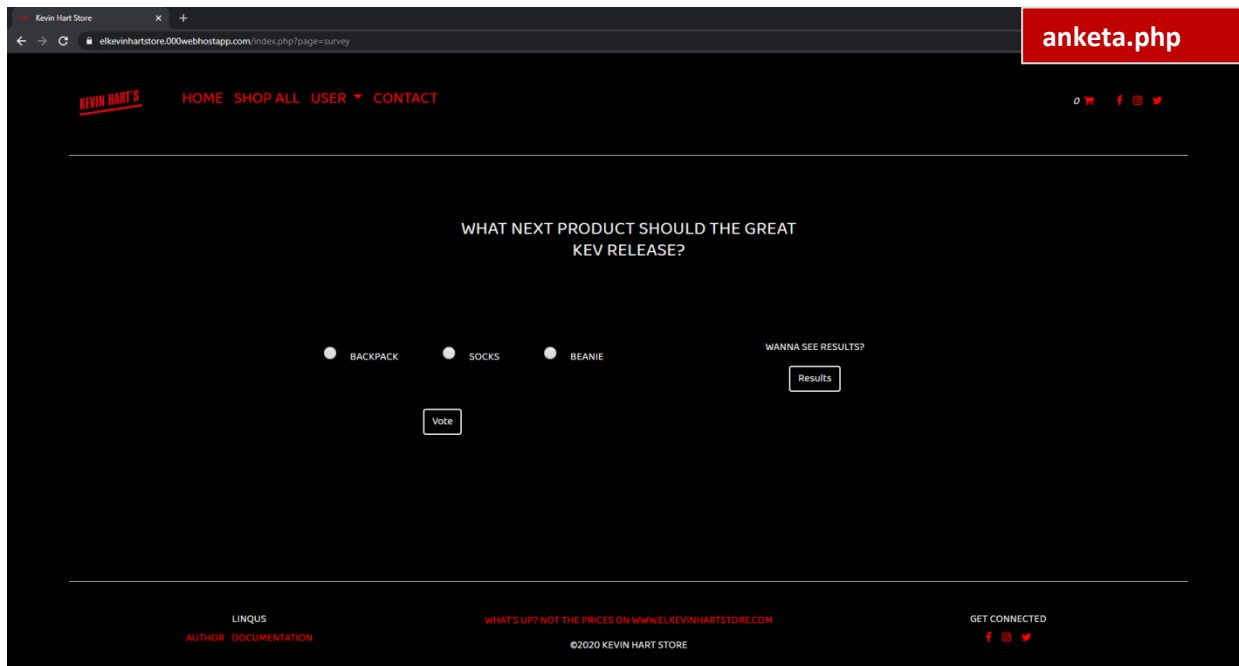 Kevin Hart Store
elkevinhartstore.000webhostapp.com/index.php?page=survey
anketa.php
KEVIN HART'S
HOME SHOP ALL USER CONTACT
0
WHAT NEXT PRODUCT SHOULD THE GREAT
KEV RELEASE?
BACKPACK SOCKS BEANIE
WANNA SEE RESULTS?
Results
Vote
LINQUS
AUTHOR DOCUMENTATION
WHAT'S UP? NOT THE PRICES ON WWW.ELKEVINHARTSTORE.COM
©2020 KEVIN HART STORE
GET CONNECTED